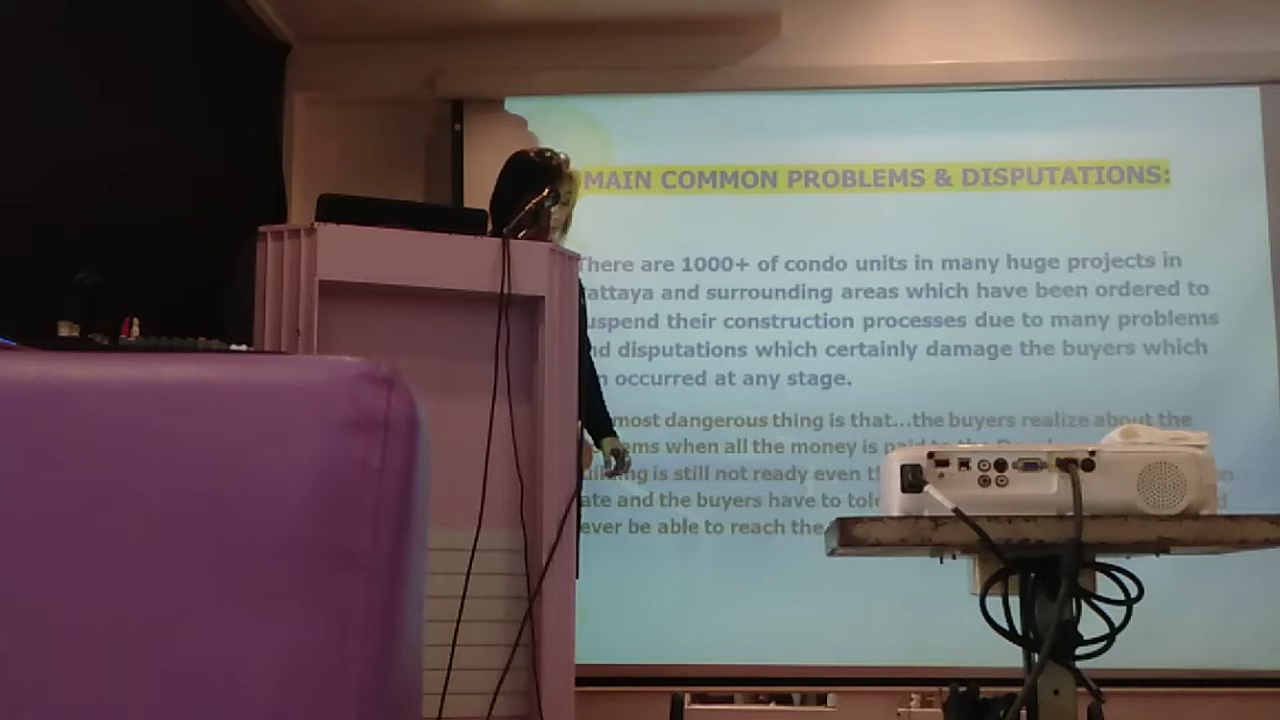 MAIN COMMON PROBLEMS & DISPUTATIONS:
There are 1000+ of condo units in many huge projects in
attaya and surrounding areas which have been ordered to
uspend their construction processes due to many problems
nd disputations which certainly damage the buyers which
n occurred at any stage.
most dangerous thing is that...the buyers realize about the
ems when all the money is paid to the
is still not ready even
ate and the buyers have to
ever be able to reach the